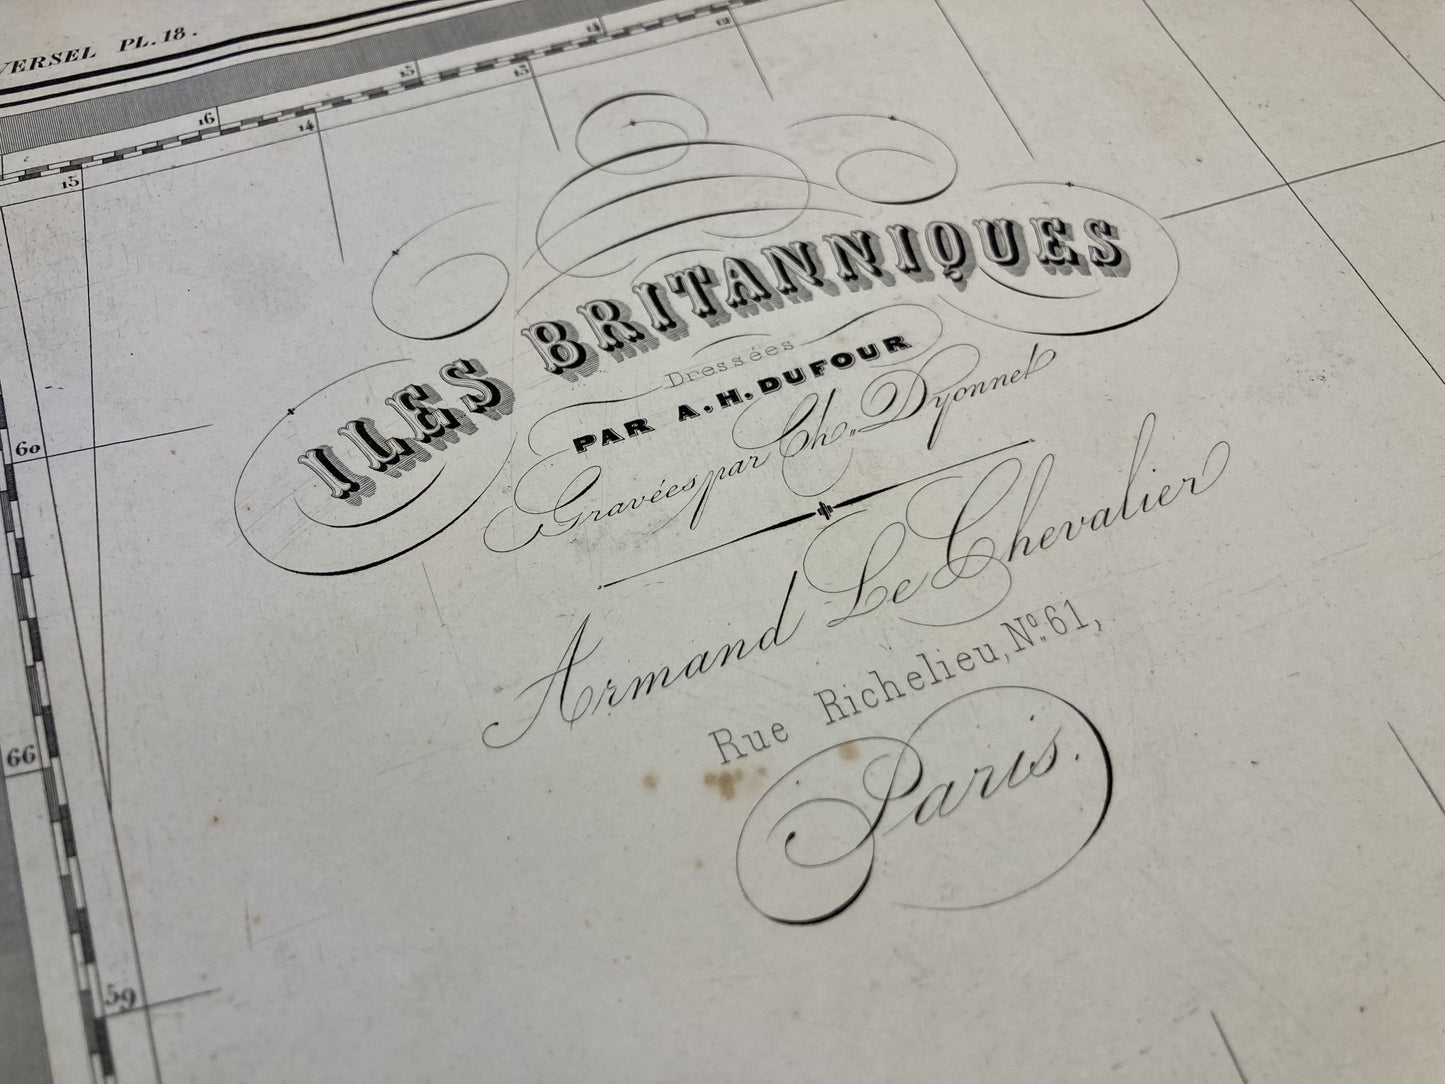 VERSEL PL. 18.
16 15 14
15 14 13 12
ILES BRITANNIQUES
Dressées
PAR A. H. DUFOUR
Gravées par Ch. Dyonnet
Armand Le Chevalier
Rue Richelieu, Nº 61,
Paris.
60
66
59